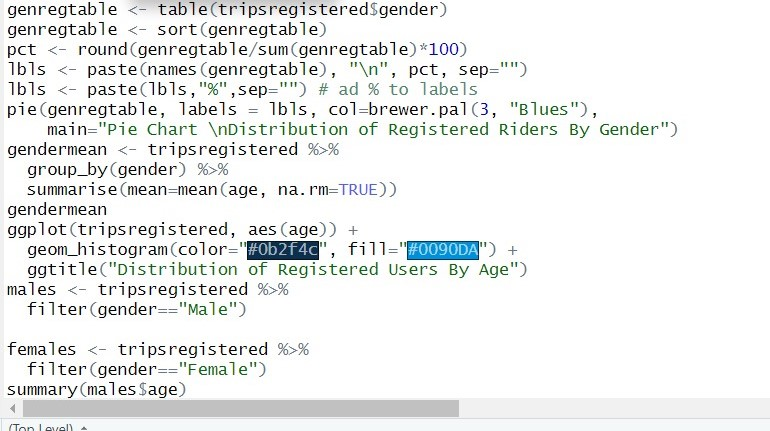 genregtable <- table(tripsregistered$gender)
genregtable <- sort(genregtable)
pct <- round(genregtable/sum(genregtable)*100)
lbls <- paste(names(genregtable), "\n", pct, sep="")
lbls <- paste(lbls,"%",sep="") # ad % to labels
pie(genregtable, labels = lbls, col=brewer.pal(3, "Blues"),
    main="Pie Chart \nDistribution of Registered Riders By Gender")
gendermean <- tripsregistered %>%
  group_by(gender) %>%
  summarise(mean=mean(age, na.rm=TRUE))
gendermean
ggplot(tripsregistered, aes(age)) +
  geom_histogram(color="#0b2f4c", fill="#0090DA") +
  ggtitle("Distribution of Registered Users By Age")
males <- tripsregistered %>%
  filter(gender=="Male")

females <- tripsregistered %>%
  filter(gender=="Female")
summary(males$age)
(Top Level)